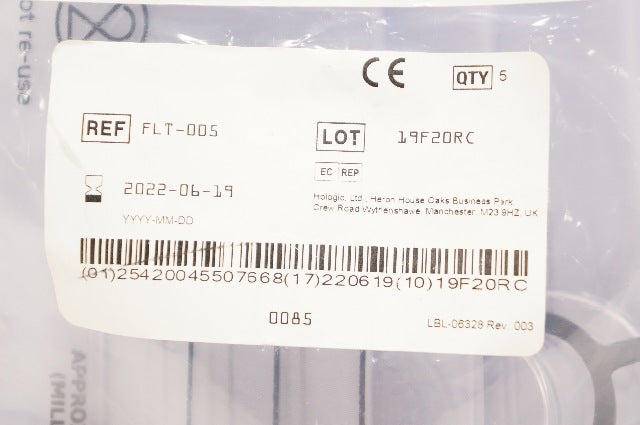 ot re-use
CE
QTY 5
REF FLT-005
LOT 19F20RC
EC REP
2022-06-19
Hologic, Ltd., Heron House Oaks Business Park
Crew Road Wythenshawe, Manchester, M23 9HZ, UK
YYYY-MM-DD
(01)25420045507668(17)220619(10)19F20RC
0085
LBL-06328 Rev. 003
APPRO
(MILL